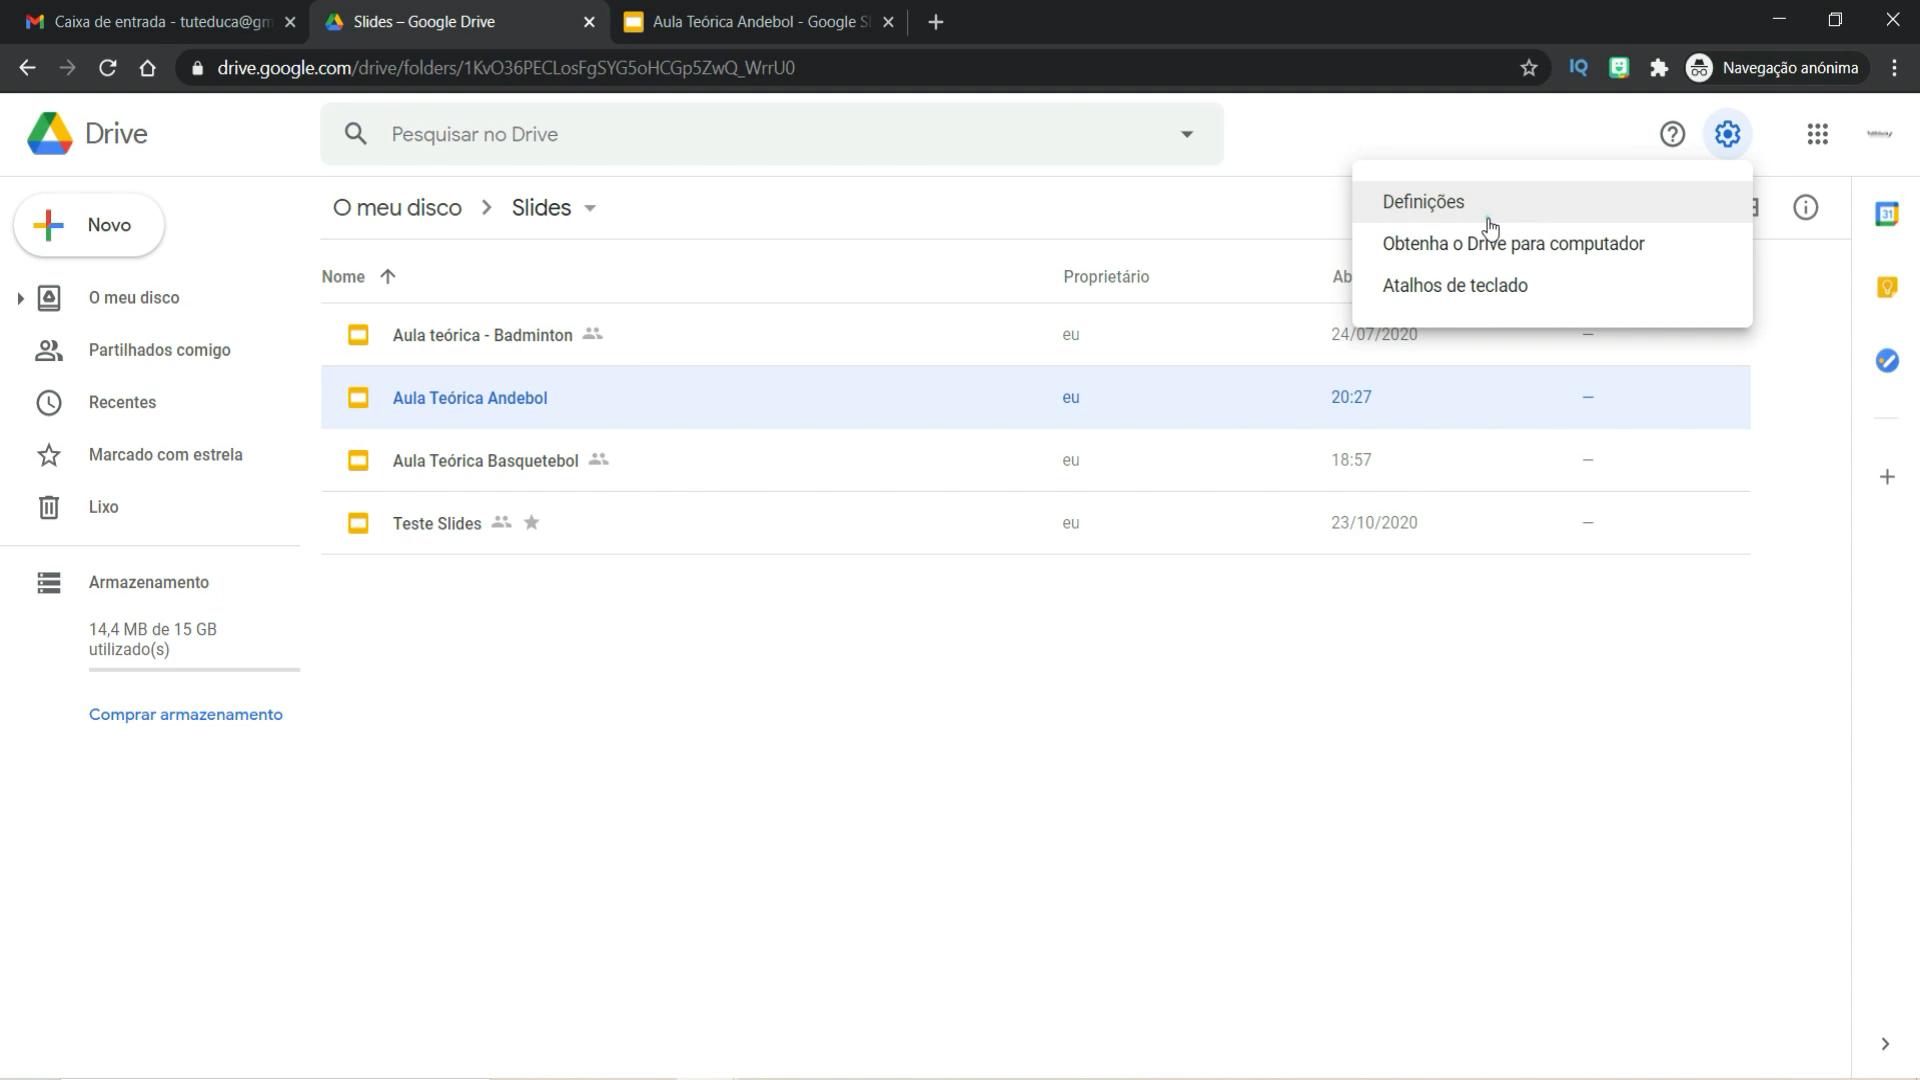 Caixa de entrada - tuteduca@gm
Slides – Google Drive
Aula Teórica Andebol - Google Sl
drive.google.com/drive/folders/1KvO36PECLosFgSYG5oHCGp5ZwQ_WrrU0
IQ
Navegação anónima
Drive
Pesquisar no Drive
Novo
O meu disco
Slides
Definições
Obtenha o Drive para computador
Atalhos de teclado
31
O meu disco
Partilhados comigo
Recentes
Marcado com estrela
Lixo
Armazenamento
14,4 MB de 15 GB
utilizado(s)
Comprar armazenamento
Nome Proprietário Ab
Aula teórica - Badminton eu 24/07/2020 —
Aula Teórica Andebol eu 20:27 —
Aula Teórica Basquetebol eu 18:57 —
Teste Slides eu 23/10/2020 —